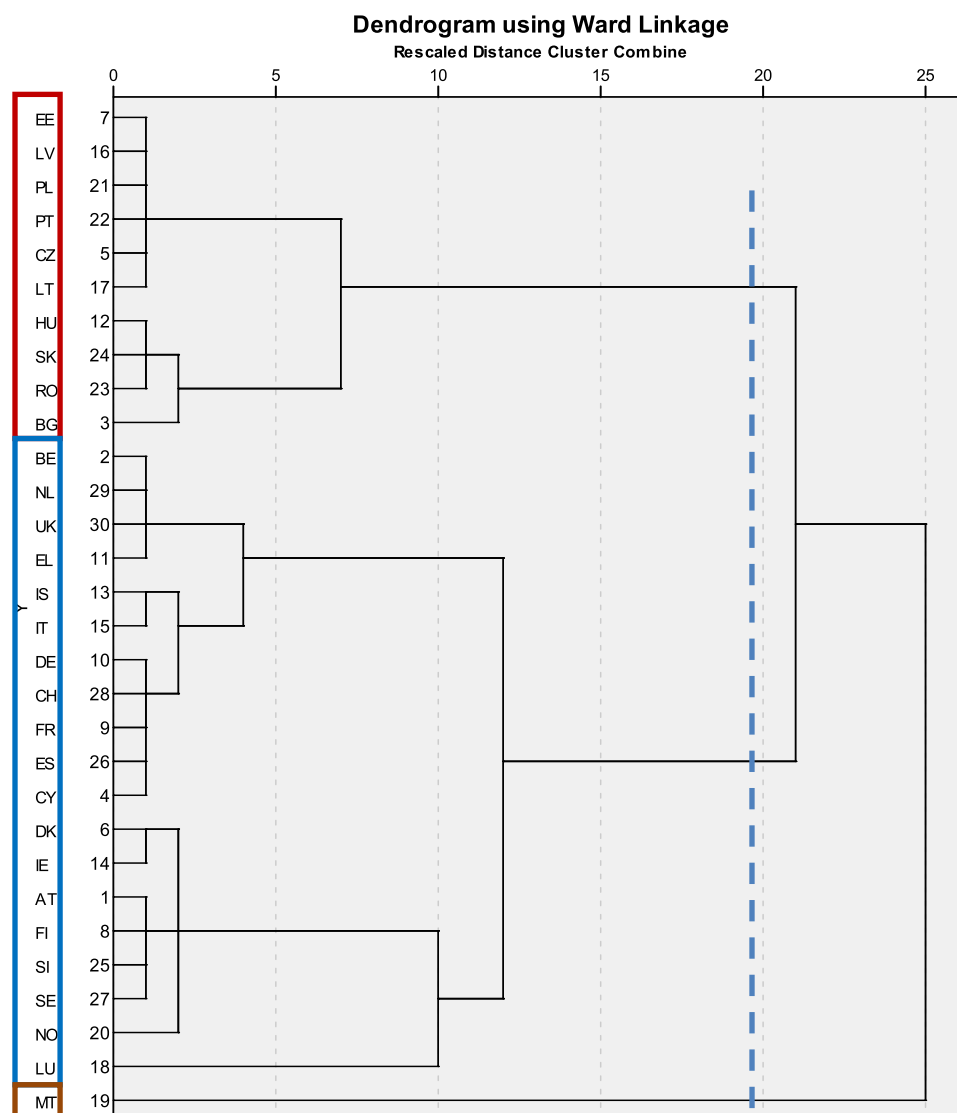 Dendrogram using Ward Linkage
Rescaled Distance Cluster Combine
0 5 10 15 20 25
EE 7
LV 16
PL 21
PT 22
CZ 5
LT 17
HU 12
SK 24
RO 23
BG 3
BE 2
NL 29
UK 30
EL 11
IS 13
Y
IT 15
DE 10
CH 28
FR 9
ES 26
CY 4
DK 6
IE 14
AT 1
FI 8
SI 25
SE 27
NO 20
LU 18
MT 19